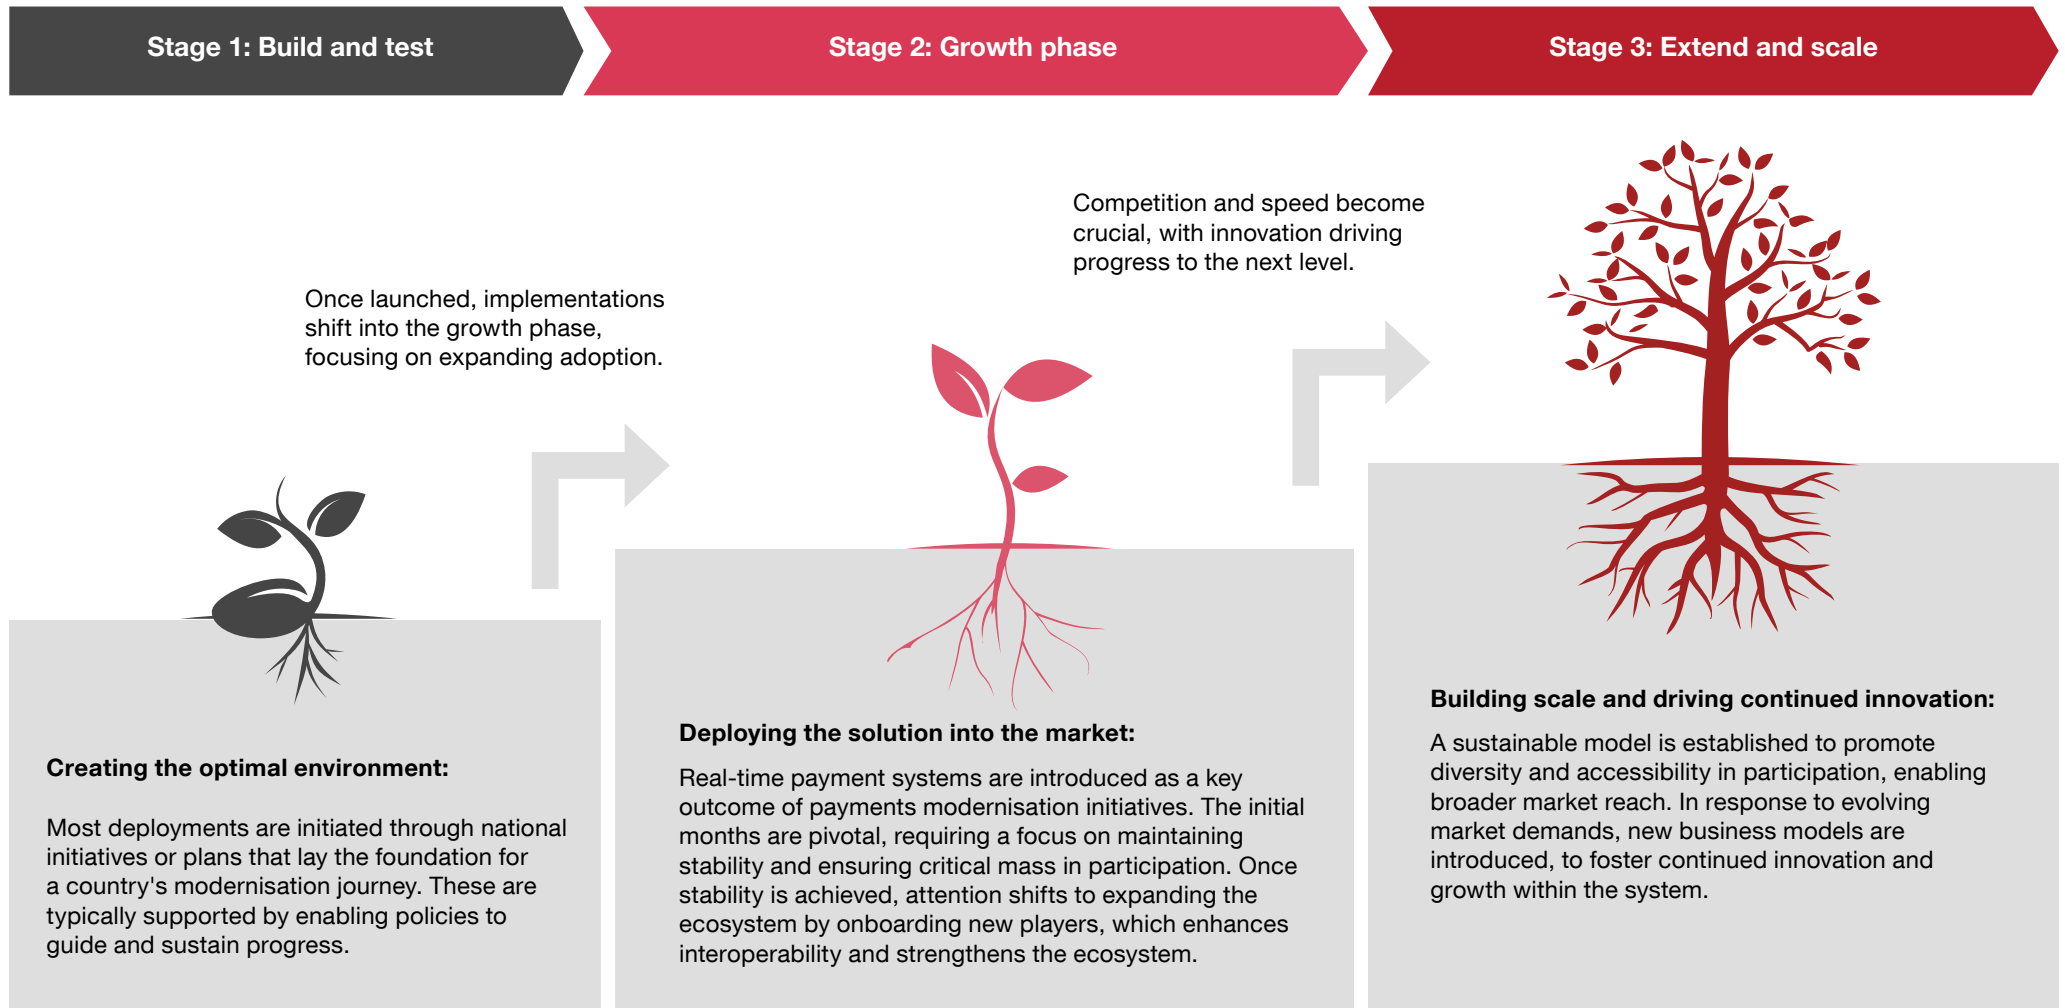 Stage 1: Build and test
Stage 2: Growth phase
Stage 3: Extend and scale
Once launched, implementations
shift into the growth phase,
focusing on expanding adoption.
Competition and speed become
crucial, with innovation driving
progress to the next level.
Creating the optimal environment:
Most deployments are initiated through national
initiatives or plans that lay the foundation for
a country's modernisation journey. These are
typically supported by enabling policies to
guide and sustain progress.
Deploying the solution into the market:
Real-time payment systems are introduced as a key
outcome of payments modernisation initiatives. The initial
months are pivotal, requiring a focus on maintaining
stability and ensuring critical mass in participation. Once
stability is achieved, attention shifts to expanding the
ecosystem by onboarding new players, which enhances
interoperability and strengthens the ecosystem.
Building scale and driving continued innovation:
A sustainable model is established to promote
diversity and accessibility in participation, enabling
broader market reach. In response to evolving
market demands, new business models are
introduced, to foster continued innovation and
growth within the system.